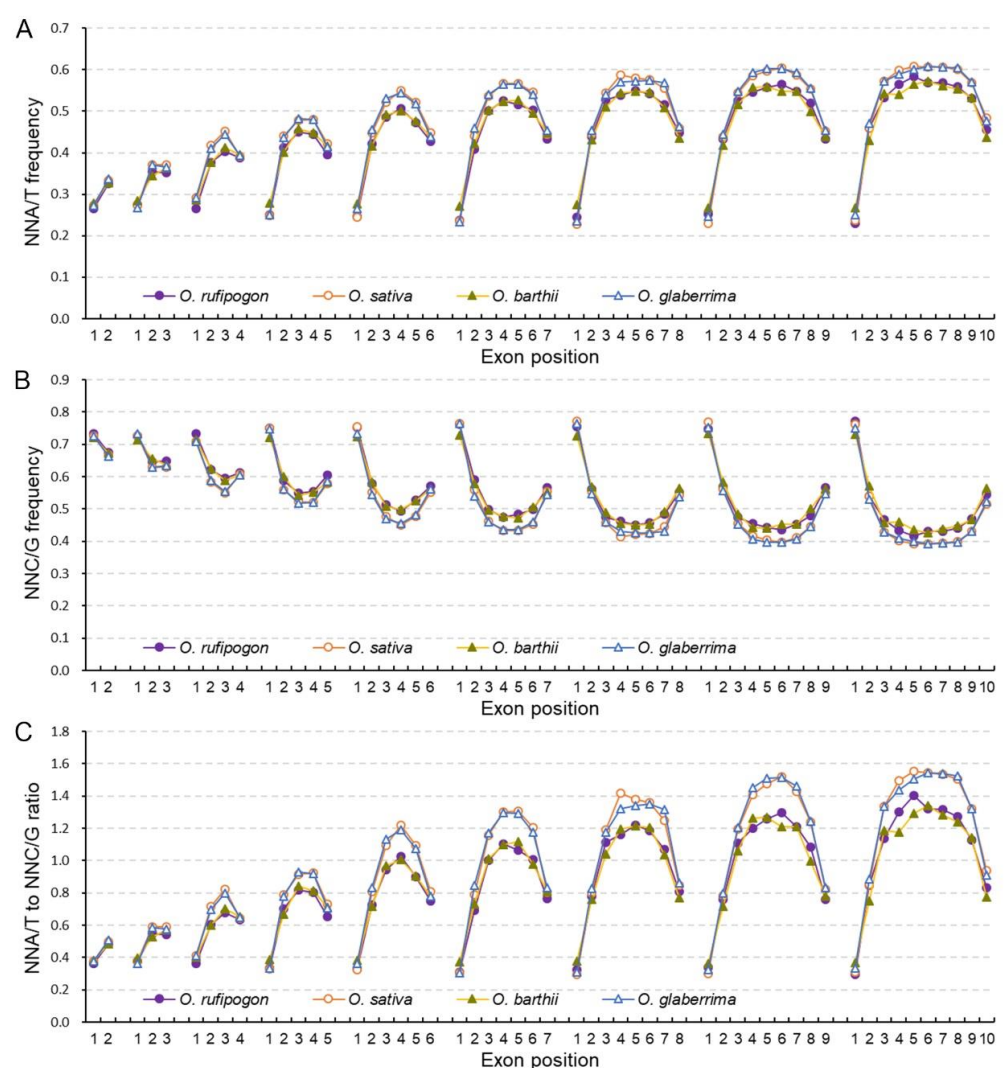 A
NNA/T frequency
0.7
0.6
0.5
0.4
0.3
0.2
0.1
0.0
O. rufipogon O. sativa O. barthii O. glaberrima
1 2 1 2 3 1 2 3 4 1 2 3 4 5 1 2 3 4 5 6 1 2 3 4 5 6 7 1 2 3 4 5 6 7 8 1 2 3 4 5 6 7 8 9 1 2 3 4 5 6 7 8 9 10
Exon position
B
NNC/G frequency
0.9
0.8
0.7
0.6
0.5
0.4
0.3
0.2
0.1
0.0
O. rufipogon O. sativa O. barthii O. glaberrima
1 2 1 2 3 1 2 3 4 1 2 3 4 5 1 2 3 4 5 6 1 2 3 4 5 6 7 1 2 3 4 5 6 7 8 1 2 3 4 5 6 7 8 9 1 2 3 4 5 6 7 8 9 10
Exon position
C
NNA/T to NNC/G ratio
1.8
1.6
1.4
1.2
1.0
0.8
0.6
0.4
0.2
0.0
O. rufipogon O. sativa O. barthii O. glaberrima
1 2 1 2 3 1 2 3 4 1 2 3 4 5 1 2 3 4 5 6 1 2 3 4 5 6 7 1 2 3 4 5 6 7 8 1 2 3 4 5 6 7 8 9 1 2 3 4 5 6 7 8 9 10
Exon position